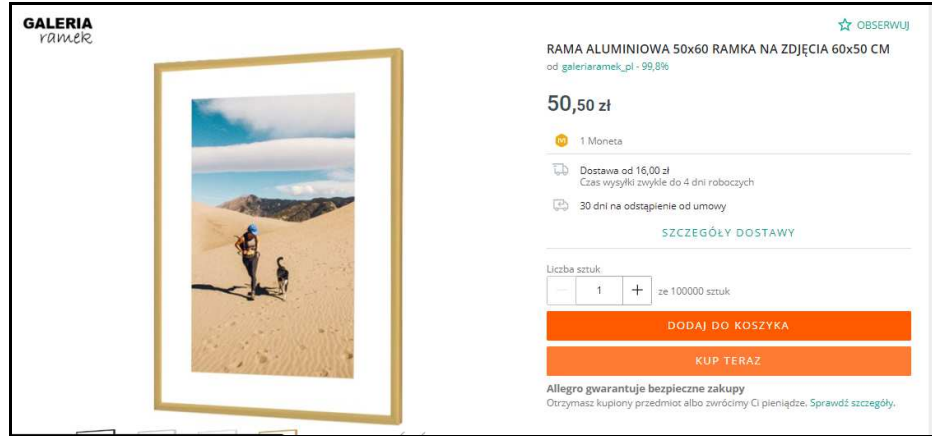 GALERIA
ramek
OBSERWUJ
RAMA ALUMINIOWA 50x60 RAMKA NA ZDJĘCIA 60x50 CM
od galeriaramek_pl - 99,8%
50,50 zł
1 Moneta
Dostawa od 16,00 zł
Czas wysyłki zwykle do 4 dni roboczych
30 dni na odstąpienie od umowy
SZCZEGÓŁY DOSTAWY
Liczba sztuk
1 ze 100000 sztuk
DODAJ DO KOSZYKA
KUP TERAZ
Allegro gwarantuje bezpieczne zakupy
Otrzymasz kupiony przedmiot albo zwrócimy Ci pieniądze. Sprawdź szczegóły.